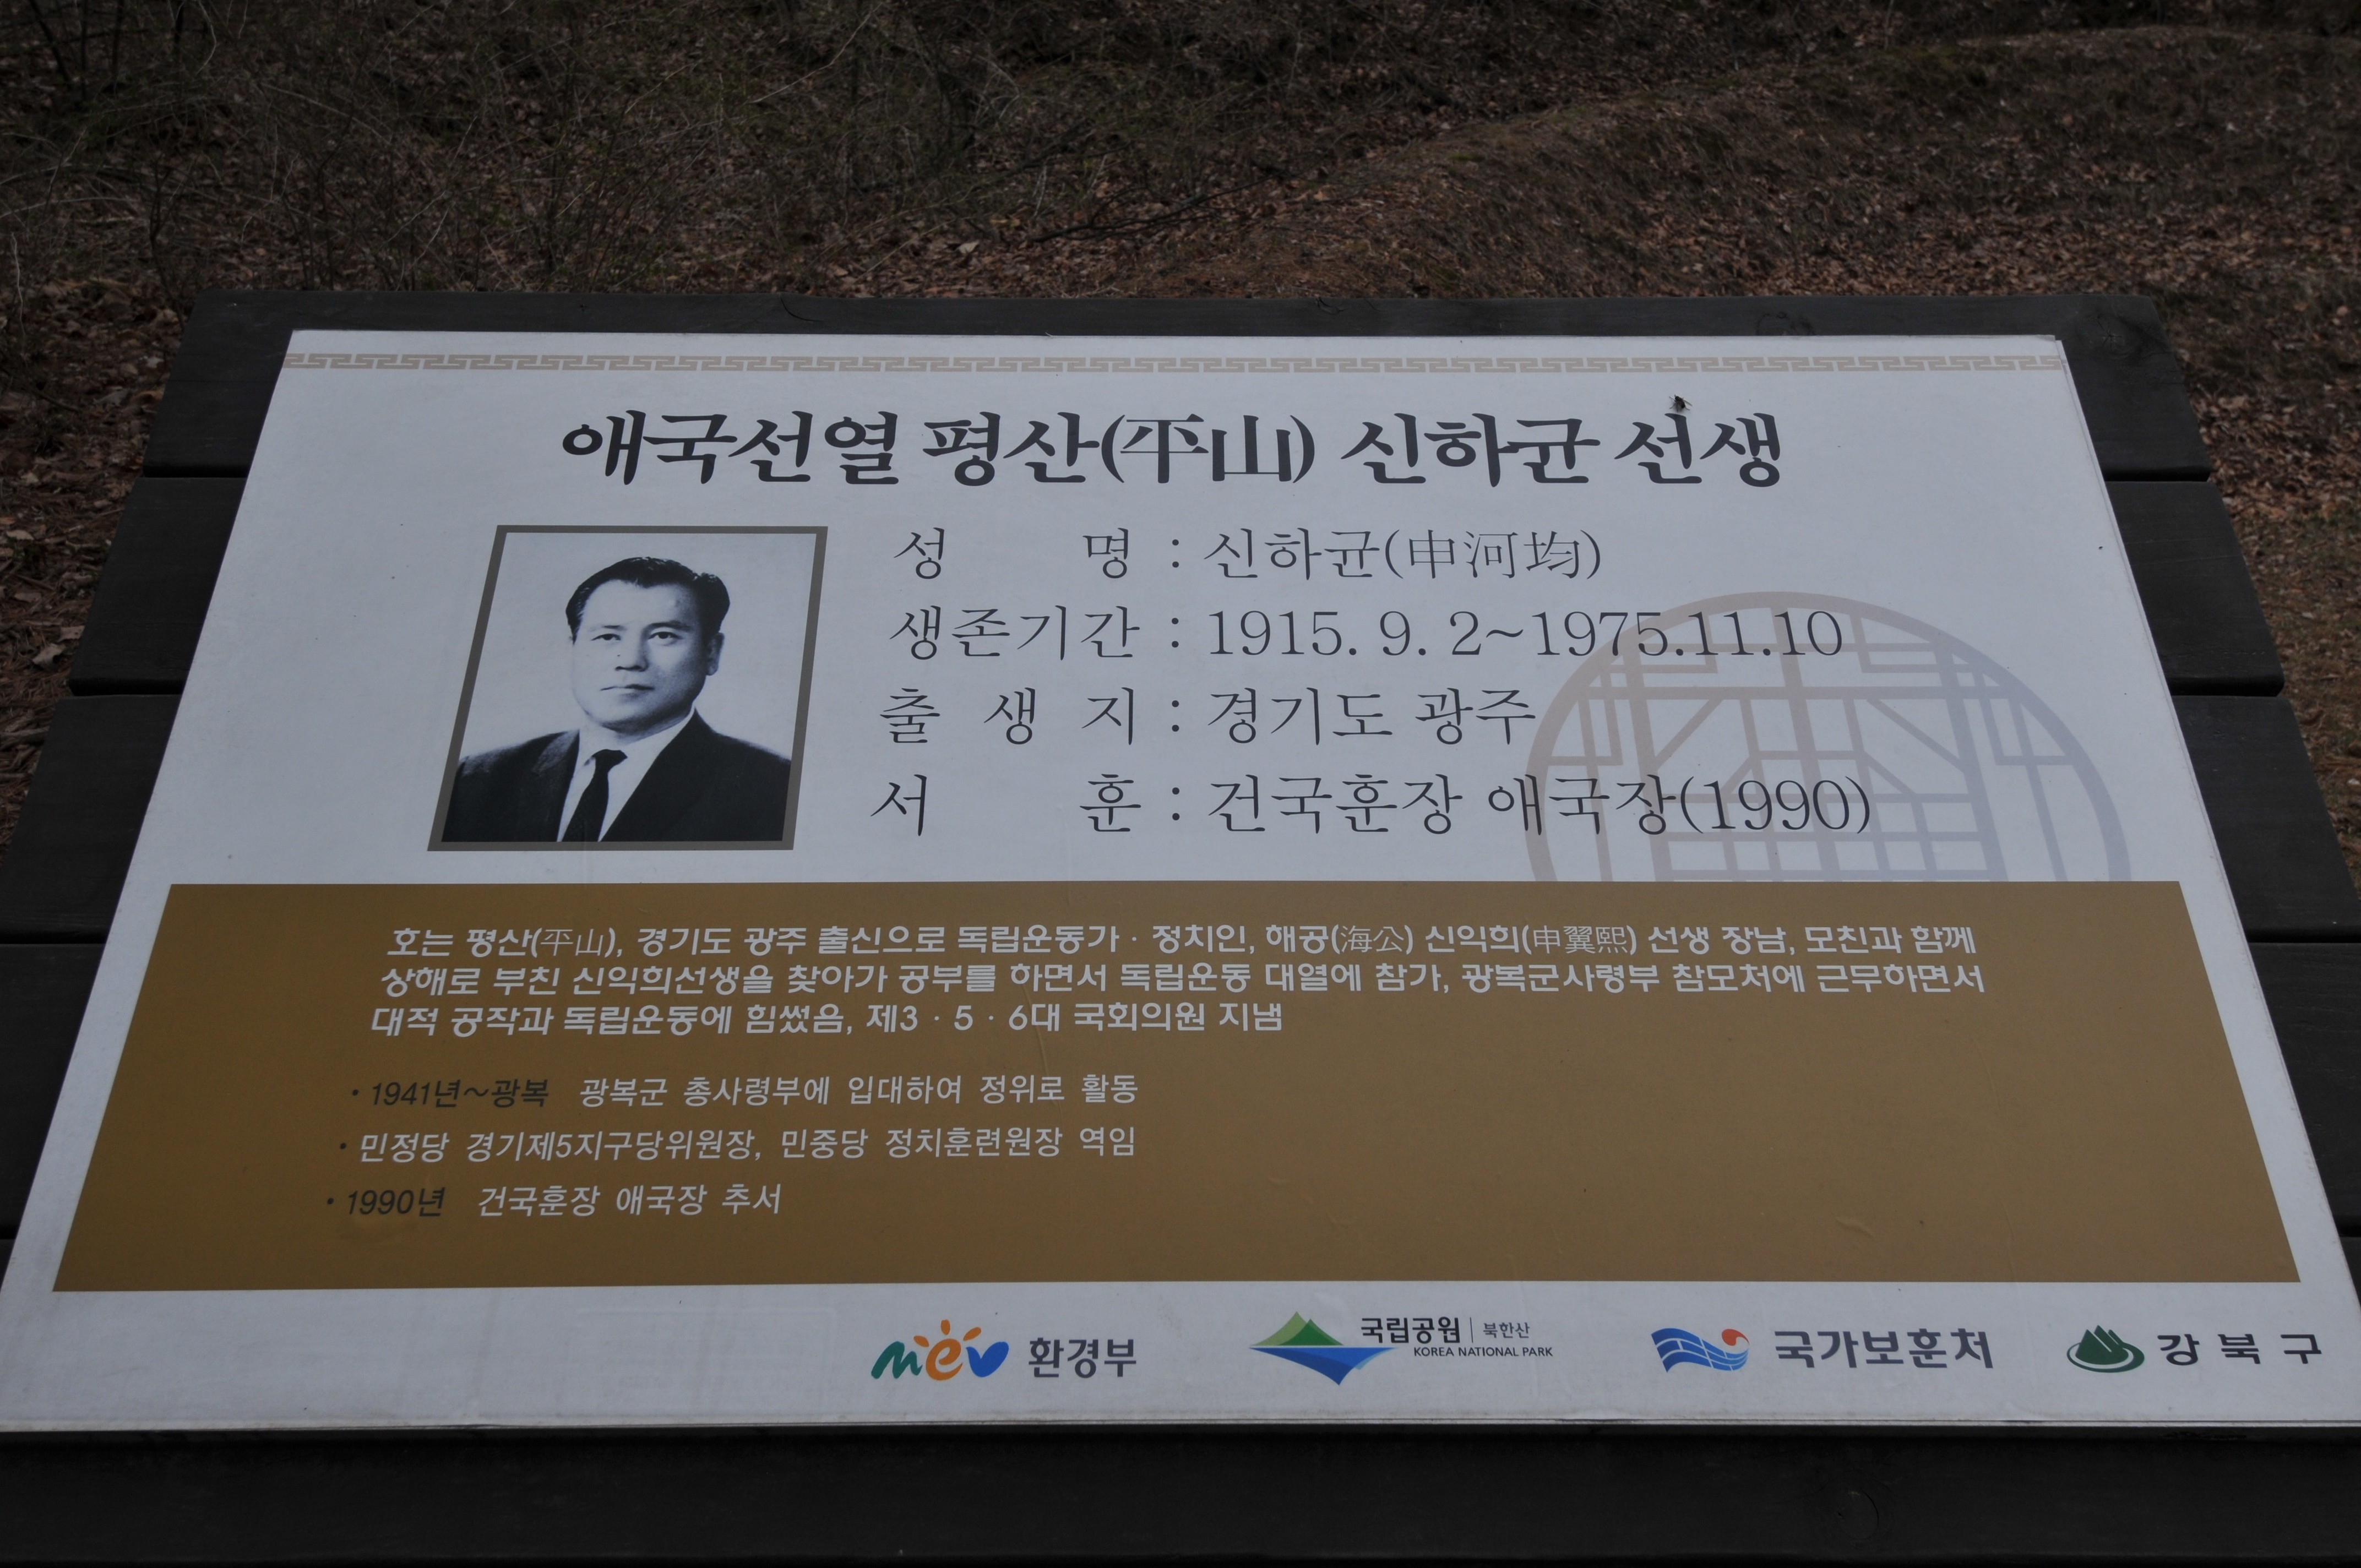 애국선열 평산(平山) 신하균 선생
성 명 : 신하균(申河均)
생존기간 : 1915. 9. 2~1975.11.10
출 생 지 : 경기도 광주
서 훈 : 건국훈장 애국장(1990)
호는 평산(平山), 경기도 광주 출신으로 독립운동가 · 정치인, 해공(海公) 신익희(申翼熙) 선생 장남, 모친과 함께
상해로 부친 신익희선생을 찾아가 공부를 하면서 독립운동 대열에 참가, 광복군사령부 참모처에 근무하면서
대적 공작과 독립운동에 힘썼음, 제3 · 5 · 6대 국회의원 지냄
· 1941년~광복 광복군 총사령부에 입대하여 정위로 활동
· 민정당 경기제5지구당위원장, 민중당 정치훈련원장 역임
· 1990년 건국훈장 애국장 추서
mev 환경부
국립공원 | 북한산
KOREA NATIONAL PARK
국가보훈처
강북구